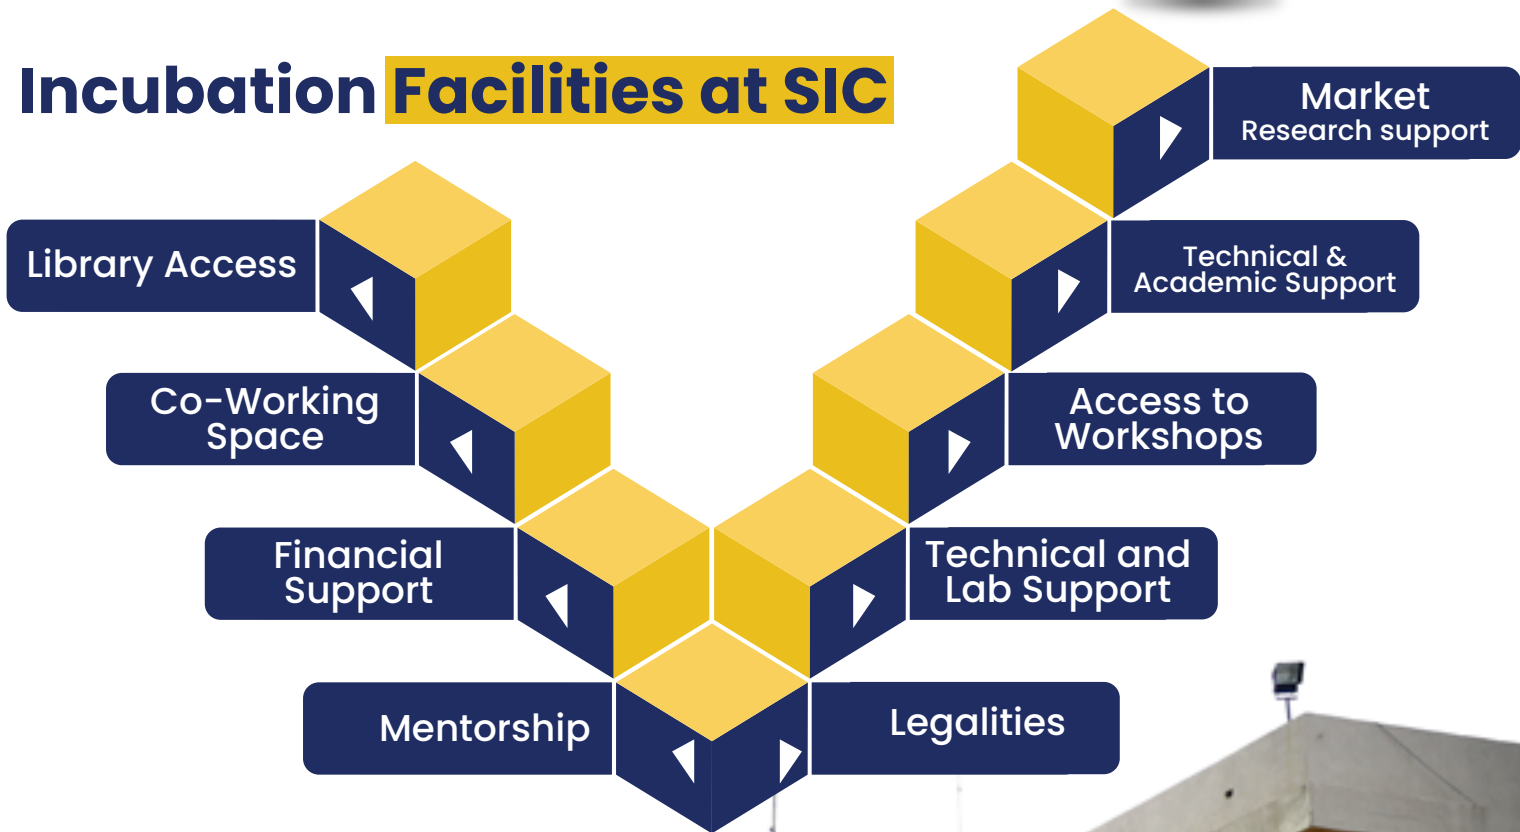 Incubation Facilities at SIC
Library Access
Co-Working
Space
Financial
Support
Mentorship
Market
Research support
Technical &
Academic Support
Access to
Workshops
Technical and
Lab Support
Legalities